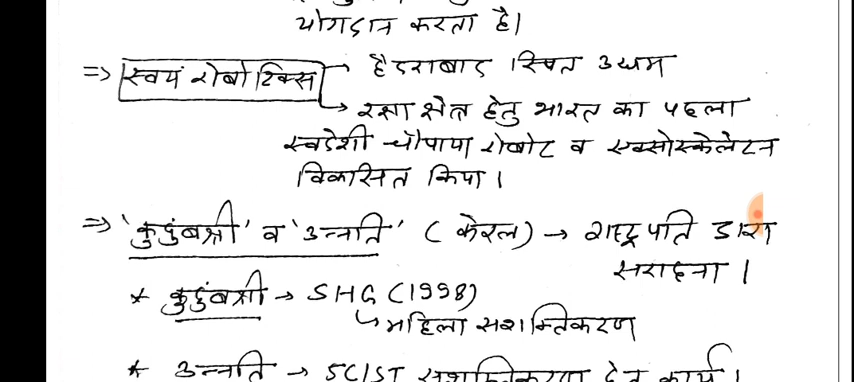 योगदान करता है।
⇒ स्वयं रोबोटिक्स → हैदराबाद स्थित उद्यम
→ रक्षा क्षेत्र हेतु भारत का पहला
स्वदेशी चौपाया रोबोट व एक्सोस्केलेटन
विकसित किया।
⇒ 'कुदुंबश्री' व 'उन्नति' (केरल) → राष्ट्रपति द्वारा
सराहना।
* कुदुंबश्री → SHG (1998)
↳ महिला सशक्तिकरण
* उन्नति → SC/ST सशक्तिकरण हेतु कार्य।